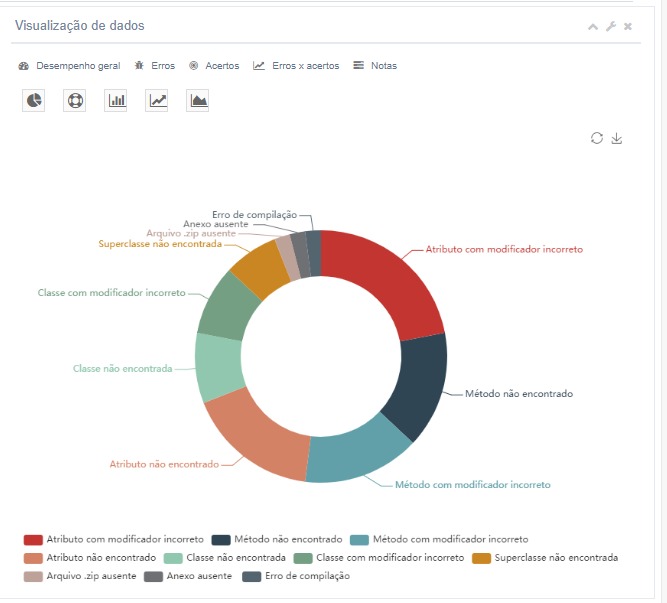 Visualização de dados
Desempenho geral Erros Acertos Erros x acertos Notas
Erro de compilação
Anexo ausente
Arquivo .zip ausente
Superclasse não encontrada
Atributo com modificador incorreto
Classe com modificador incorreto
Classe não encontrada
Método não encontrado
Atributo não encontrado
Método com modificador incorreto
Atributo com modificador incorreto Método não encontrado Método com modificador incorreto
Atributo não encontrado Classe não encontrada Classe com modificador incorreto Superclasse não encontrada
Arquivo .zip ausente Anexo ausente Erro de compilação